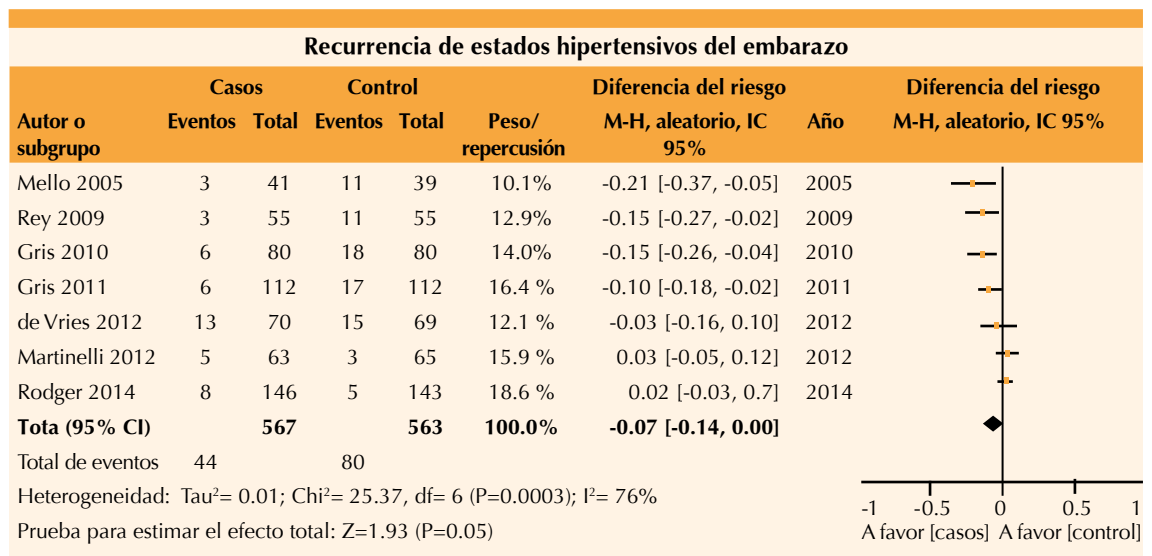 Recurrencia de estados hipertensivos del embarazo
Casos Control Diferencia del riesgo Diferencia del riesgo
Autor o subgrupo Eventos Total Eventos Total Peso/ repercusión M-H, aleatorio, IC 95% Año M-H, aleatorio, IC 95%
Mello 2005 3 41 11 39 10.1% -0.21 [-0.37, -0.05] 2005
Rey 2009 3 55 11 55 12.9% -0.15 [-0.27, -0.02] 2009
Gris 2010 6 80 18 80 14.0% -0.15 [-0.26, -0.04] 2010
Gris 2011 6 112 17 112 16.4 % -0.10 [-0.18, -0.02] 2011
de Vries 2012 13 70 15 69 12.1 % -0.03 [-0.16, 0.10] 2012
Martinelli 2012 5 63 3 65 15.9 % 0.03 [-0.05, 0.12] 2012
Rodger 2014 8 146 5 143 18.6 % 0.02 [-0.03, 0.7] 2014
Tota (95% CI) 567 563 100.0% -0.07 [-0.14, 0.00]
Total de eventos 44 80
Heterogeneidad: Tau²= 0.01; Chi²= 25.37, df= 6 (P=0.0003); I²= 76%
Prueba para estimar el efecto total: Z=1.93 (P=0.05)
-1 -0.5 0 0.5 1
A favor [casos] A favor [control]